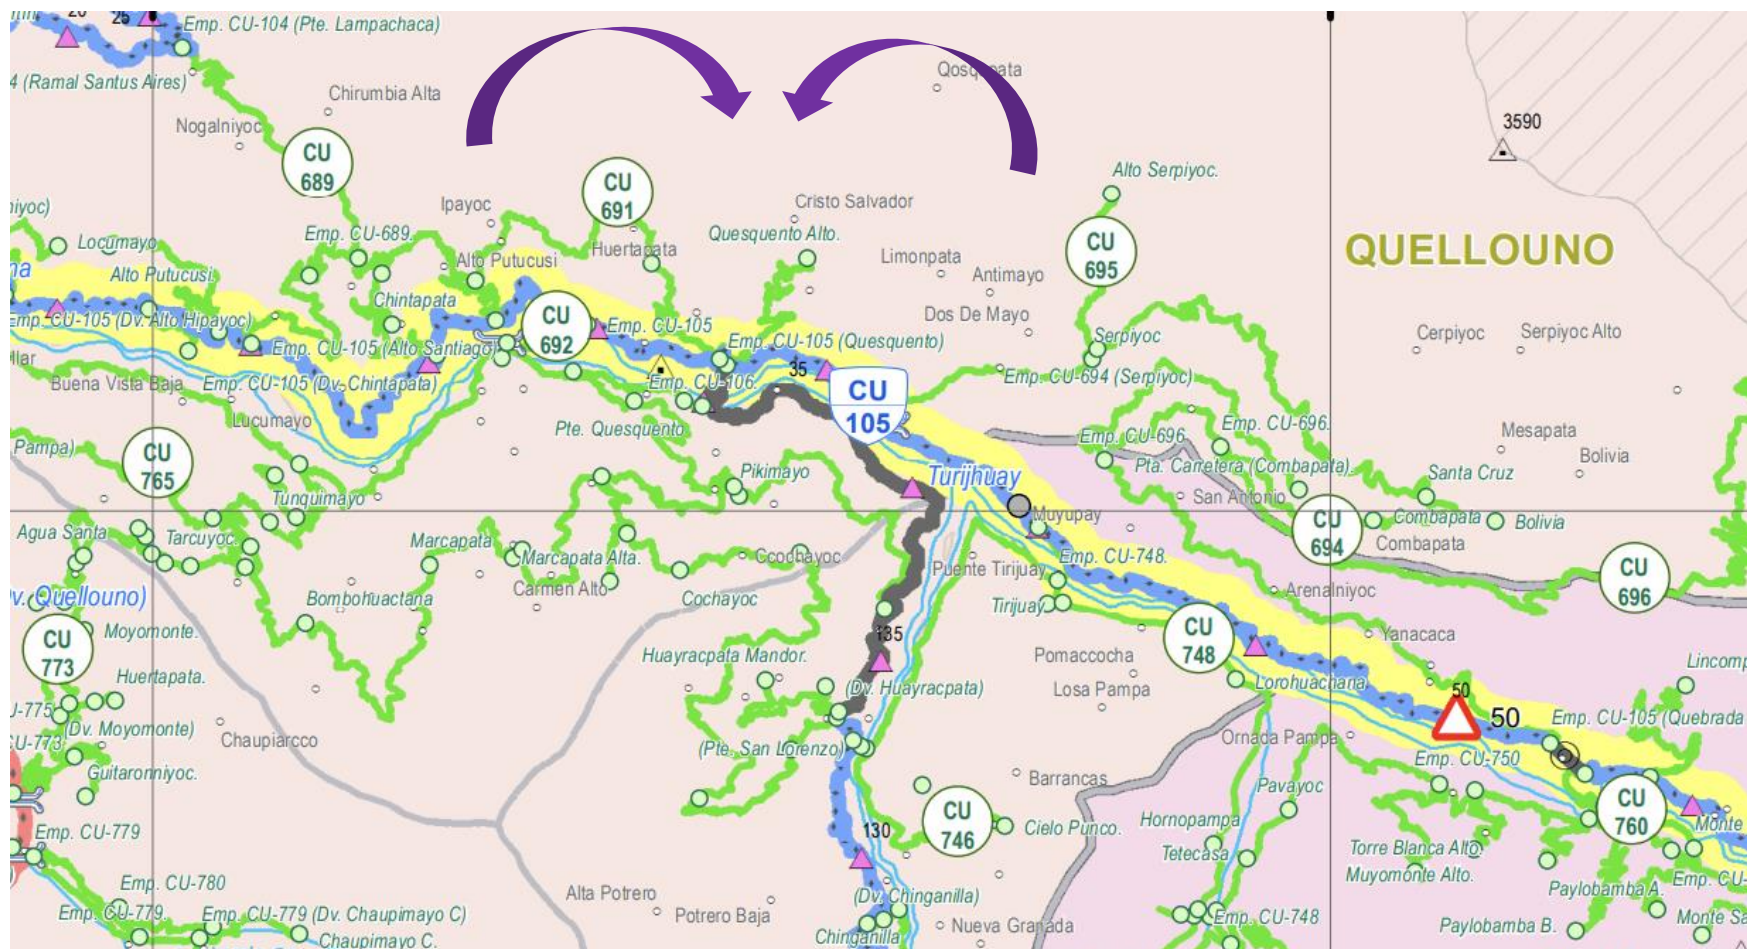 25
Emp. CU-104 (Pte. Lampachaca)
4 (Ramal Santus Aires)
Chirumbia Alta
Nogalniyoc
Qosqopata
3590
CU
689
CU
691
Alto Serpiyoc.
niyoc)
Locumayo
Emp. CU-689.
Ipayoc
Huertapata
Cristo Salvador
Quesquento Alto.
CU
695
QUELLOUNO
Alto Putucusi.
Alto Putucusi
Limonpata
Antimayo
Chintapata
Dos De Mayo
Emp. CU-105 (Dv. Alto Hipayoc)
CU
692
Emp. CU-105
Emp. CU-105 (Quesquento)
Serpiyoc
Cerpiyoc
Serpiyoc Alto
Emp. CU-105 (Alto Santiago)
Buena Vista Baja
Emp. CU-105 (Dv. Chintapata)
Emp. CU-106.
35
CU
105
Emp. CU-694 (Serpiyoc)
Lucumayo
Pte. Quesquento
Emp. CU-696
Emp. CU-696.
Mesapata
Pampa)
CU
765
Pikimayo
Turijhuay
Pta. Carretera (Combapata).
Santa Cruz
Bolivia
Tunquimayo
San Antonio
Muyupay
CU
694
Combapata
Bolivia
Combapata
Agua Santa
Tarcuyoc.
Marcapata
Marcapata Alta.
Ccochayoc
Emp. CU-748.
Puente Tirijuay
Carmen Alto
CU
696
v. Quellouno)
Bombohuactana
Cochayoc
Tirijuay
Arenalniyoc
CU
773
Moyomonte.
135
CU
748
Yanacaca
Huayracpata Mandor.
Pomaccocha
Huertapata.
(Dv. Huayracpata)
Losa Pampa
Lorohuachana
50
50
(Dv. Moyomonte)
Chaupiarcco
(Pte. San Lorenzo)
Ornada Pampa
Emp. CU-105 (Quebrada
Guitarronniyoc.
Emp. CU-750
Barrancas
Pavayoc
CU
746
Cielo Punco.
Hornopampa
CU
760
Emp. CU-779
130
Tetecasa
Torre Blanca Alto.
Monte
Muyomonte Alto.
Emp. CU-780
Alta Potrero
(Dv. Chinganilla)
Paylobamba A.
Emp. CU-
Emp. CU-779.
Emp. CU-779 (Dv. Chaupimayo C)
Potrero Baja
Nueva Granada
Emp. CU-748
Paylobamba B.
Monte Sa
Chaupimayo C.
Chinganilla